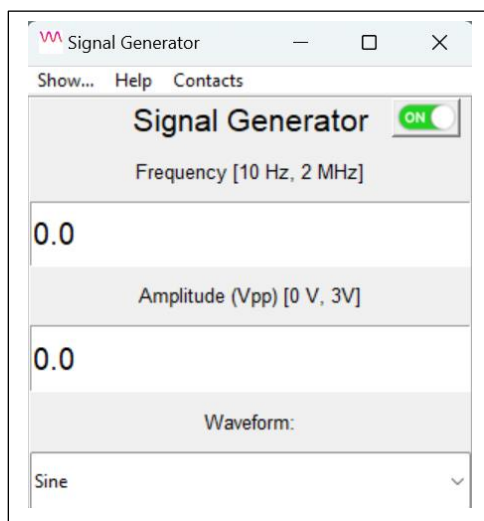 Signal Generator
Show... Help Contacts
Signal Generator ON
Frequency [10 Hz, 2 MHz]
0.0
Amplitude (Vpp) [0 V, 3V]
0.0
Waveform:
Sine